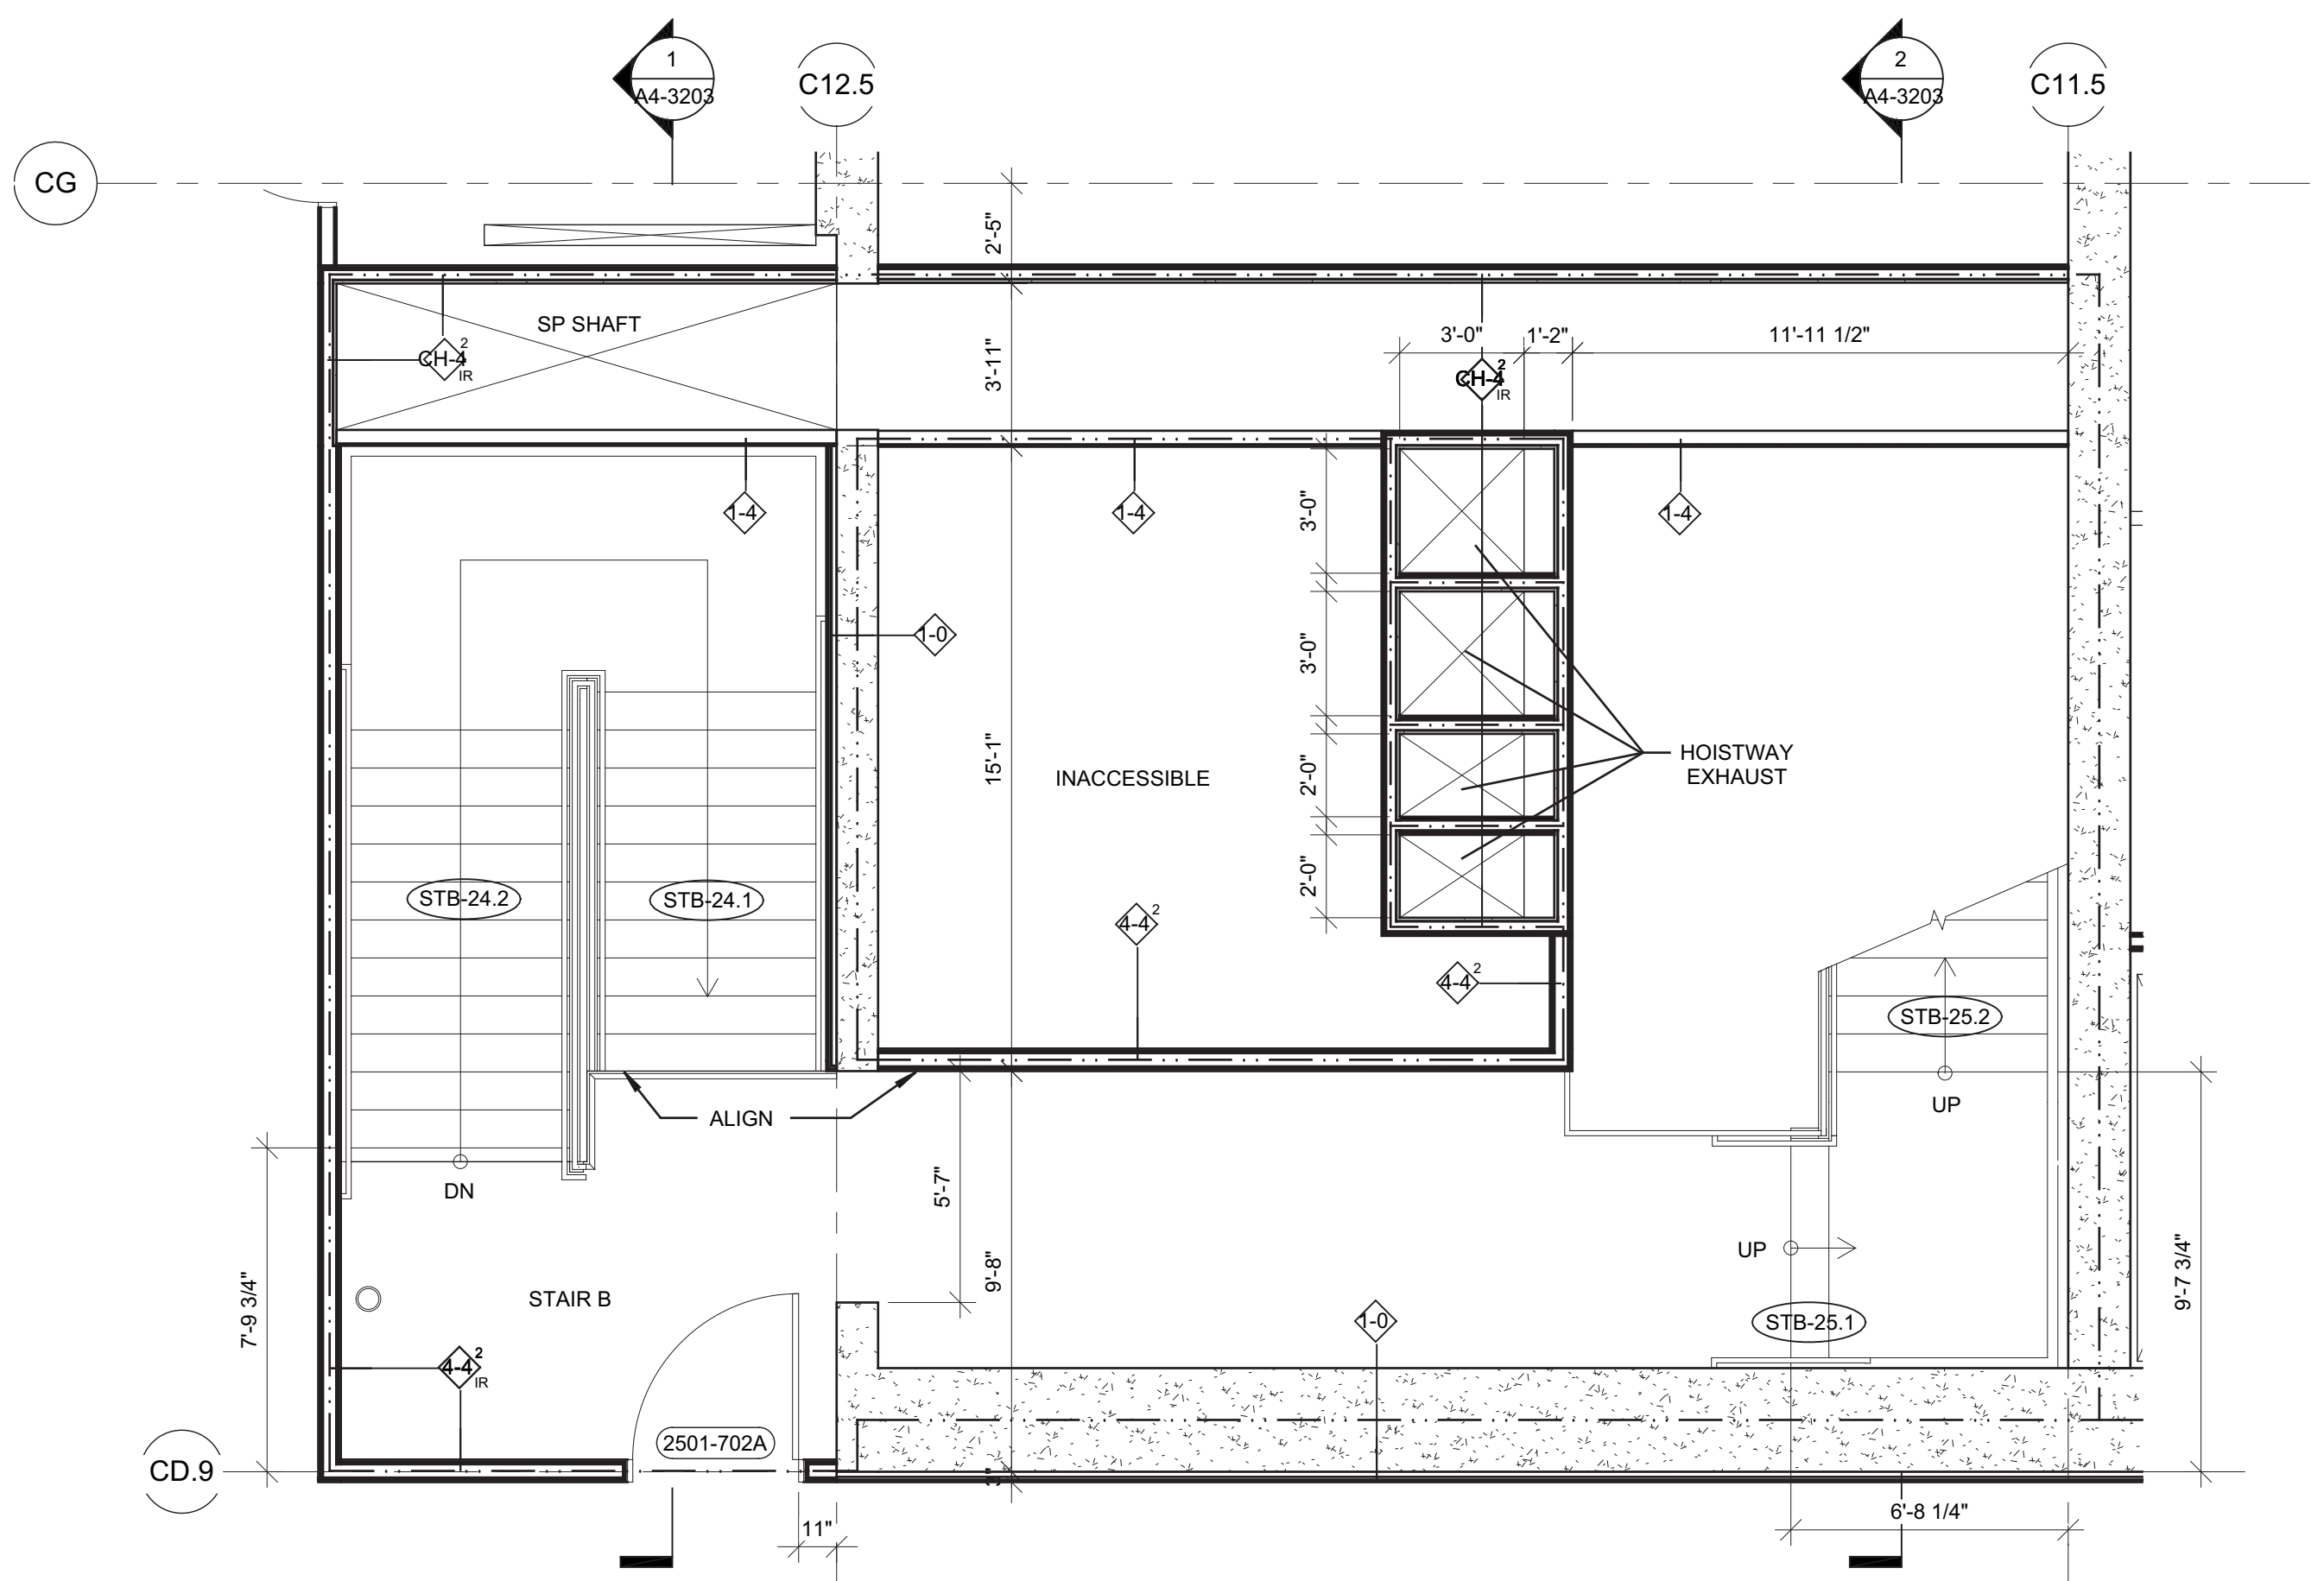 1
A4-3203
C12.5
2
A4-3203
C11.5
CG
2'-5"
SP SHAFT
3'-0"
1'-2"
11'-11 1/2"
CH-4
2
IR
3'-11"
CH-4
2
IR
1-4
1-4
1-4
3'-0"
1-0
3'-0"
15'-1"
INACCESSIBLE
2'-0"
HOISTWAY
EXHAUST
STB-24.2
STB-24.1
2'-0"
4-4
2
4-4
2
STB-25.2
ALIGN
UP
DN
5'-7"
UP
7'-9 3/4"
STAIR B
9'-8"
9'-7 3/4"
1-0
STB-25.1
4-4
2
IR
2501-702A
CD.9
3"
11"
6'-8 1/4"